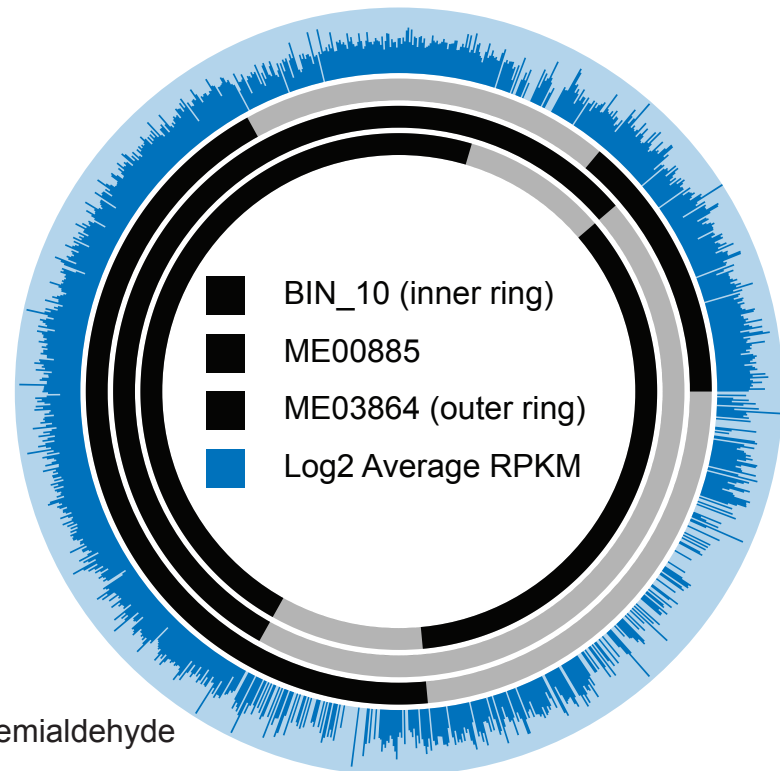 BIN_10 (inner ring)
ME00885
ME03864 (outer ring)
Log2 Average RPKM
emialdehyde